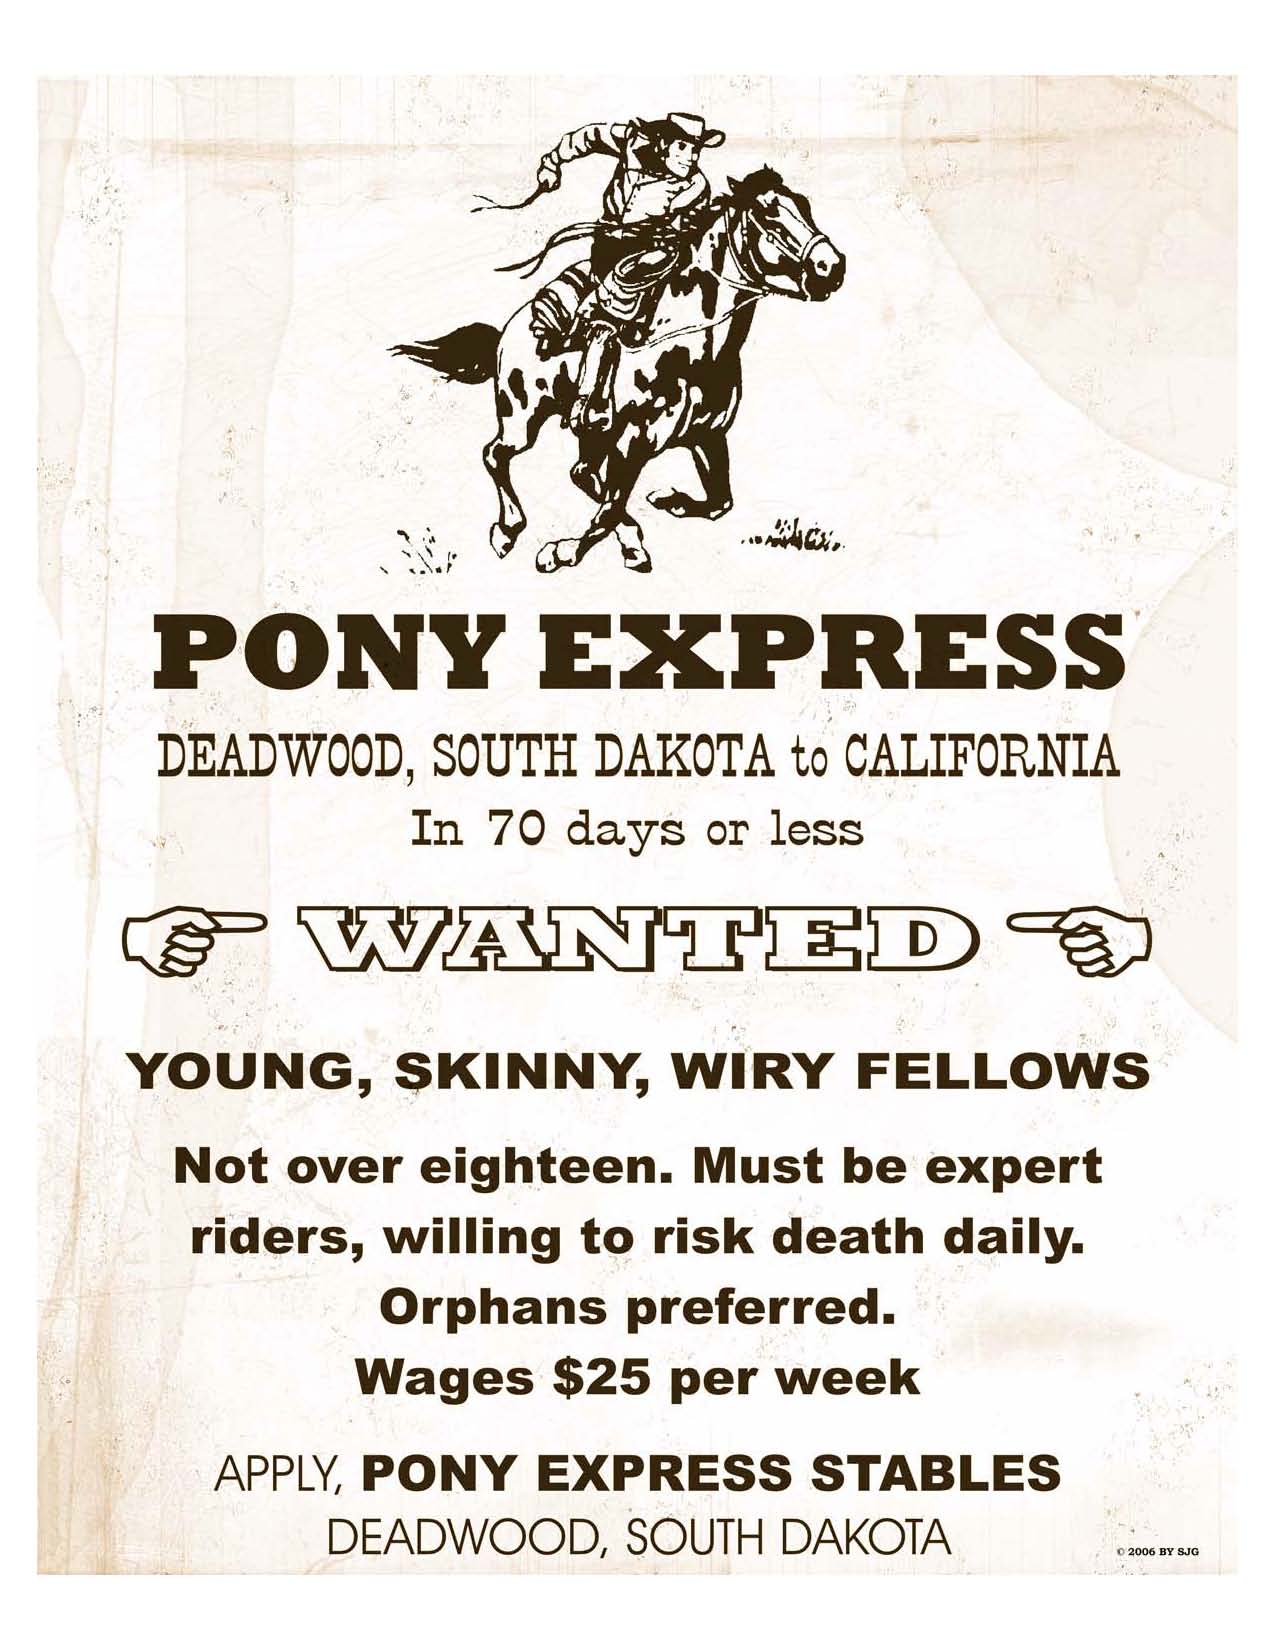 PONY EXPRESS
DEADWOOD, SOUTH DAKOTA to CALIFORNIA
In 70 days or less
WANTED
YOUNG, SKINNY, WIRY FELLOWS
Not over eighteen. Must be expert
riders, willing to risk death daily.
Orphans preferred.
Wages $25 per week
APPLY, PONY EXPRESS STABLES
DEADWOOD, SOUTH DAKOTA
© 2006 BY SJG